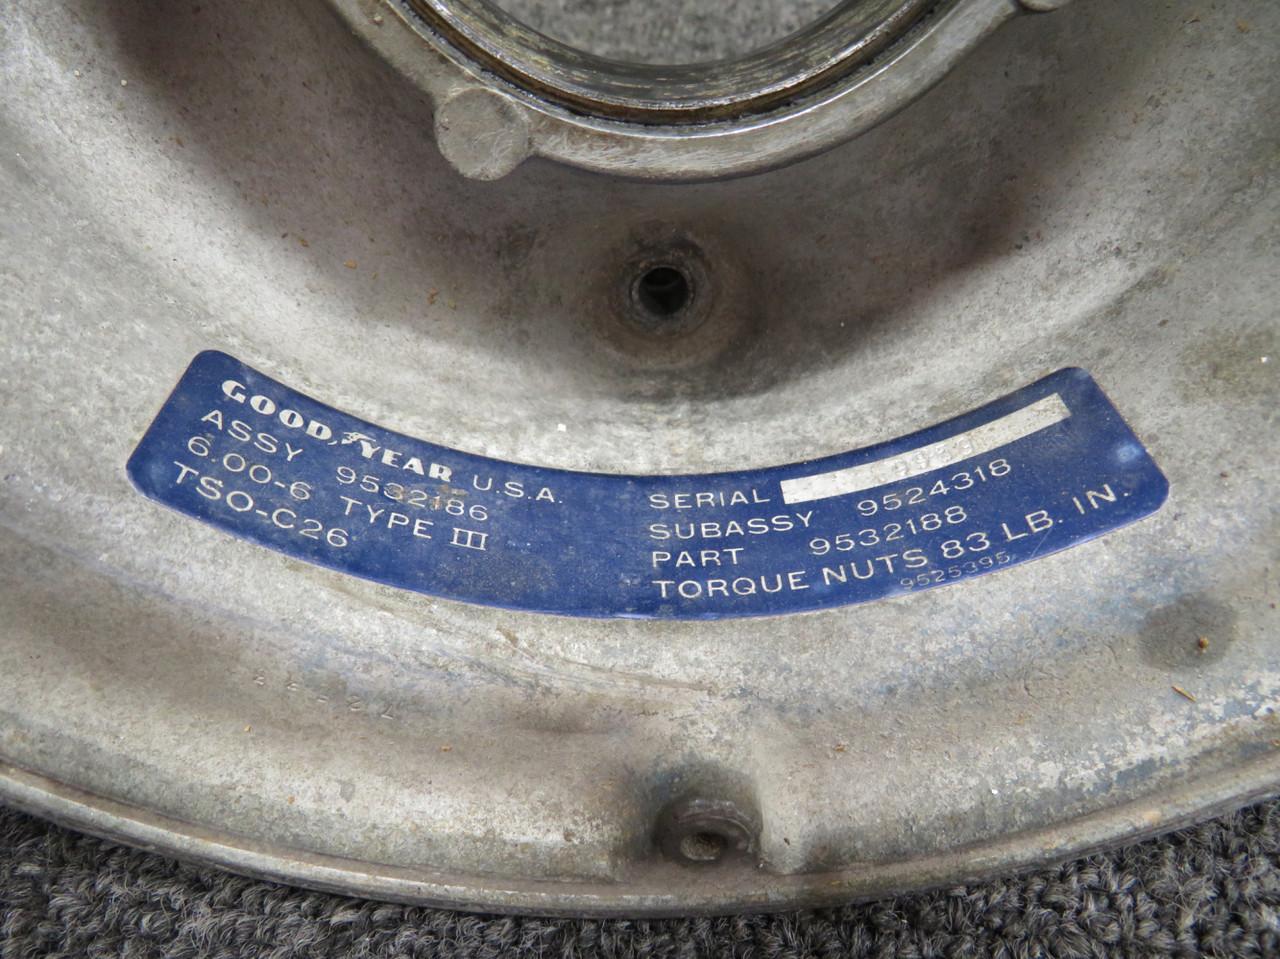 GOODYEAR U.S.A.
ASSY 9532186
6.00-6 TYPE III
TSO-C26
SERIAL
SUBASSY 9524318
PART 9532188
TORQUE NUTS 83 LB. IN.
9525395